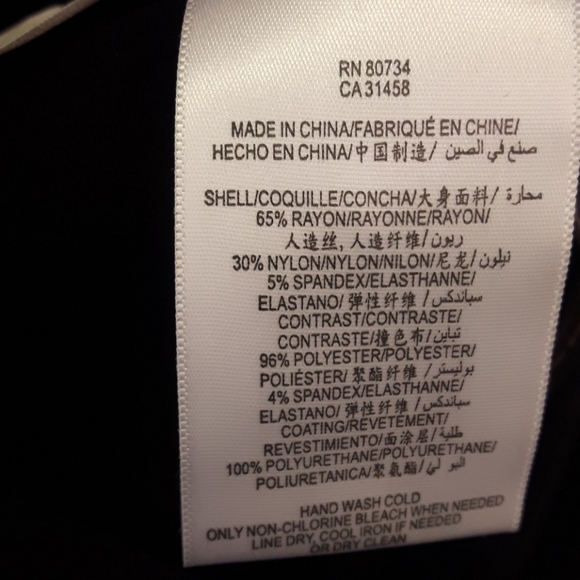 RN 80734
CA 31458
MADE IN CHINA/FABRIQUÉ EN CHINE/
HECHO EN CHINA/中国制造/ صنع في الصين
SHELL/COQUILLE/CONCHA/大身面料/ محارة
65% RAYON/RAYONNE/RAYON/
人造丝, 人造纤维/ريون
30% NYLON/NYLON/NILON/尼龙/نيلون
5% SPANDEX/ELASTHANNE/
ELASTANO/弹性纤维/سباندكس
CONTRAST/CONTRASTE/
CONTRASTE/撞色布/تباين
96% POLYESTER/POLYESTER/
POLIÉSTER/聚酯纤维/بوليستر
4% SPANDEX/ELASTHANNE/
ELASTANO/弹性纤维/سباندكس
COATING/REVETEMENT/
REVESTIMIENTO/面涂层/طلية
100% POLYURETHANE/POLYURETHANE/
POLIURETANICA/聚氨酯/البو لي
HAND WASH COLD
ONLY NON-CHLORINE BLEACH WHEN NEEDED
LINE DRY, COOL IRON IF NEEDED
OR DRY CLEAN